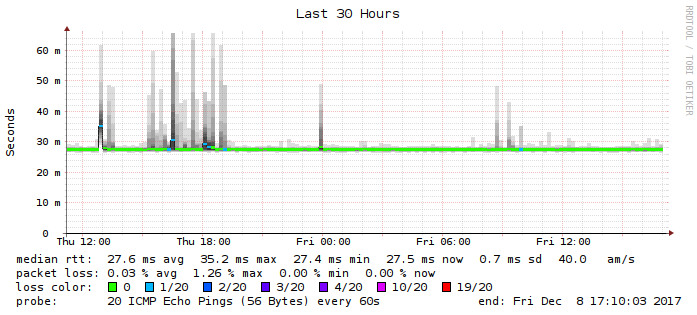 Last 30 Hours
RRDTOOL / TOBI OETIKER
Seconds
60 m
50 m
40 m
30 m
20 m
10 m
0
Thu 12:00 Thu 18:00 Fri 00:00 Fri 06:00 Fri 12:00
median rtt: 27.6 ms avg 35.2 ms max 27.4 ms min 27.5 ms now 0.7 ms sd 40.0 am/s
packet loss: 0.03 % avg 1.26 % max 0.00 % min 0.00 % now
loss color: 0 1/20 2/20 3/20 4/20 10/20 19/20
probe: 20 ICMP Echo Pings (56 Bytes) every 60s end: Fri Dec 8 17:10:03 2017